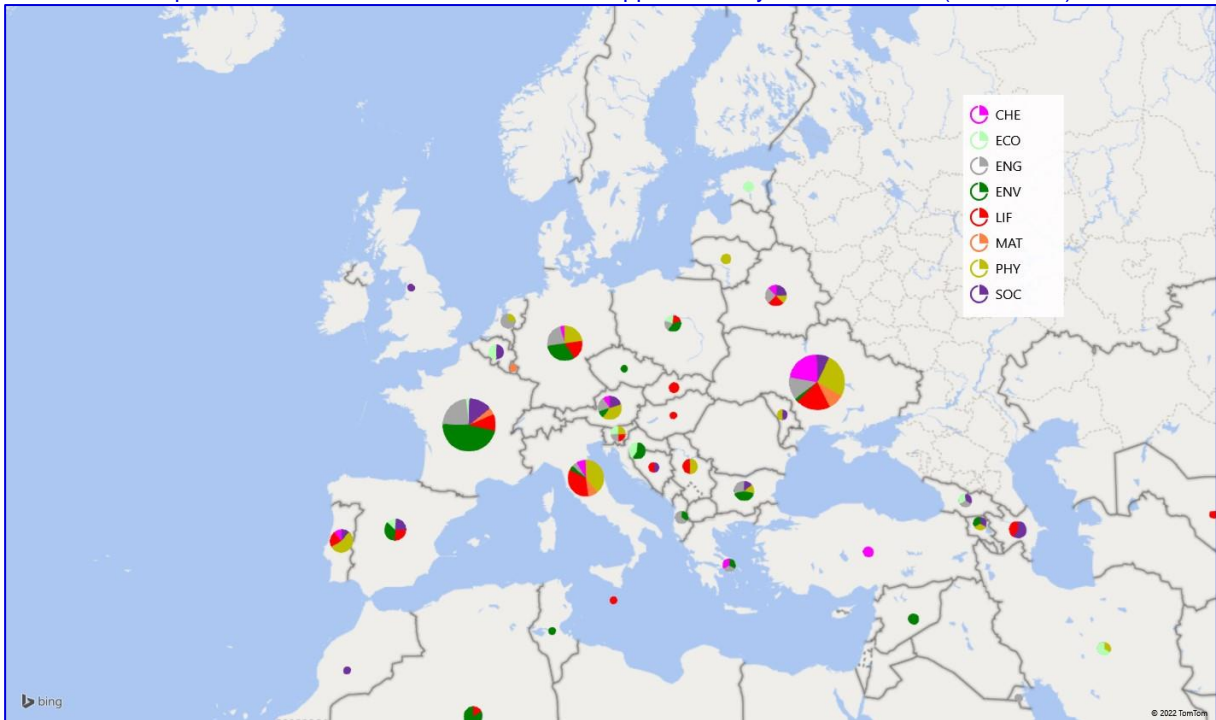 CHE
ECO
ENG
ENV
LIF
MAT
PHY
SOC
bing
© 2022 TomTom